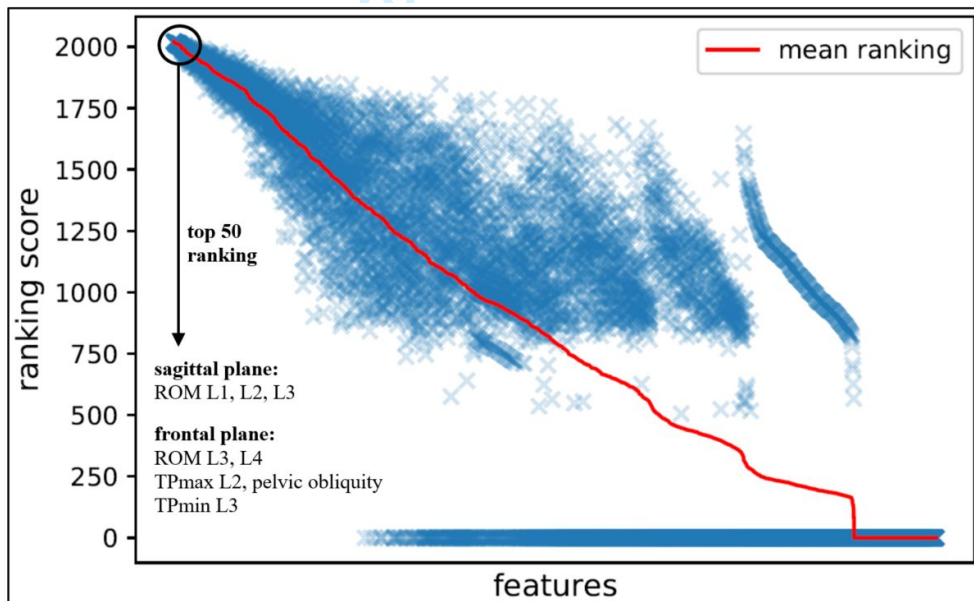 2000
1750
1500
1250
1000
750
500
250
0
ranking score
features
mean ranking
top 50
ranking
sagittal plane:
ROM L1, L2, L3
frontal plane:
ROM L3, L4
TPmax L2, pelvic obliquity
TPmin L3